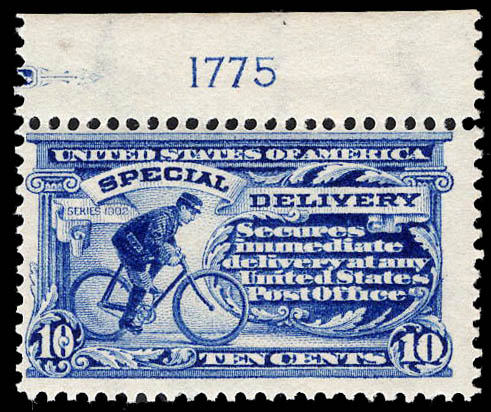 1775
UNITED STATES OF AMERICA
SPECIAL
DELIVERY
SERIES 1902
Secures
immediate
delivery at any
United States
Post Office
10
TEN CENTS
10